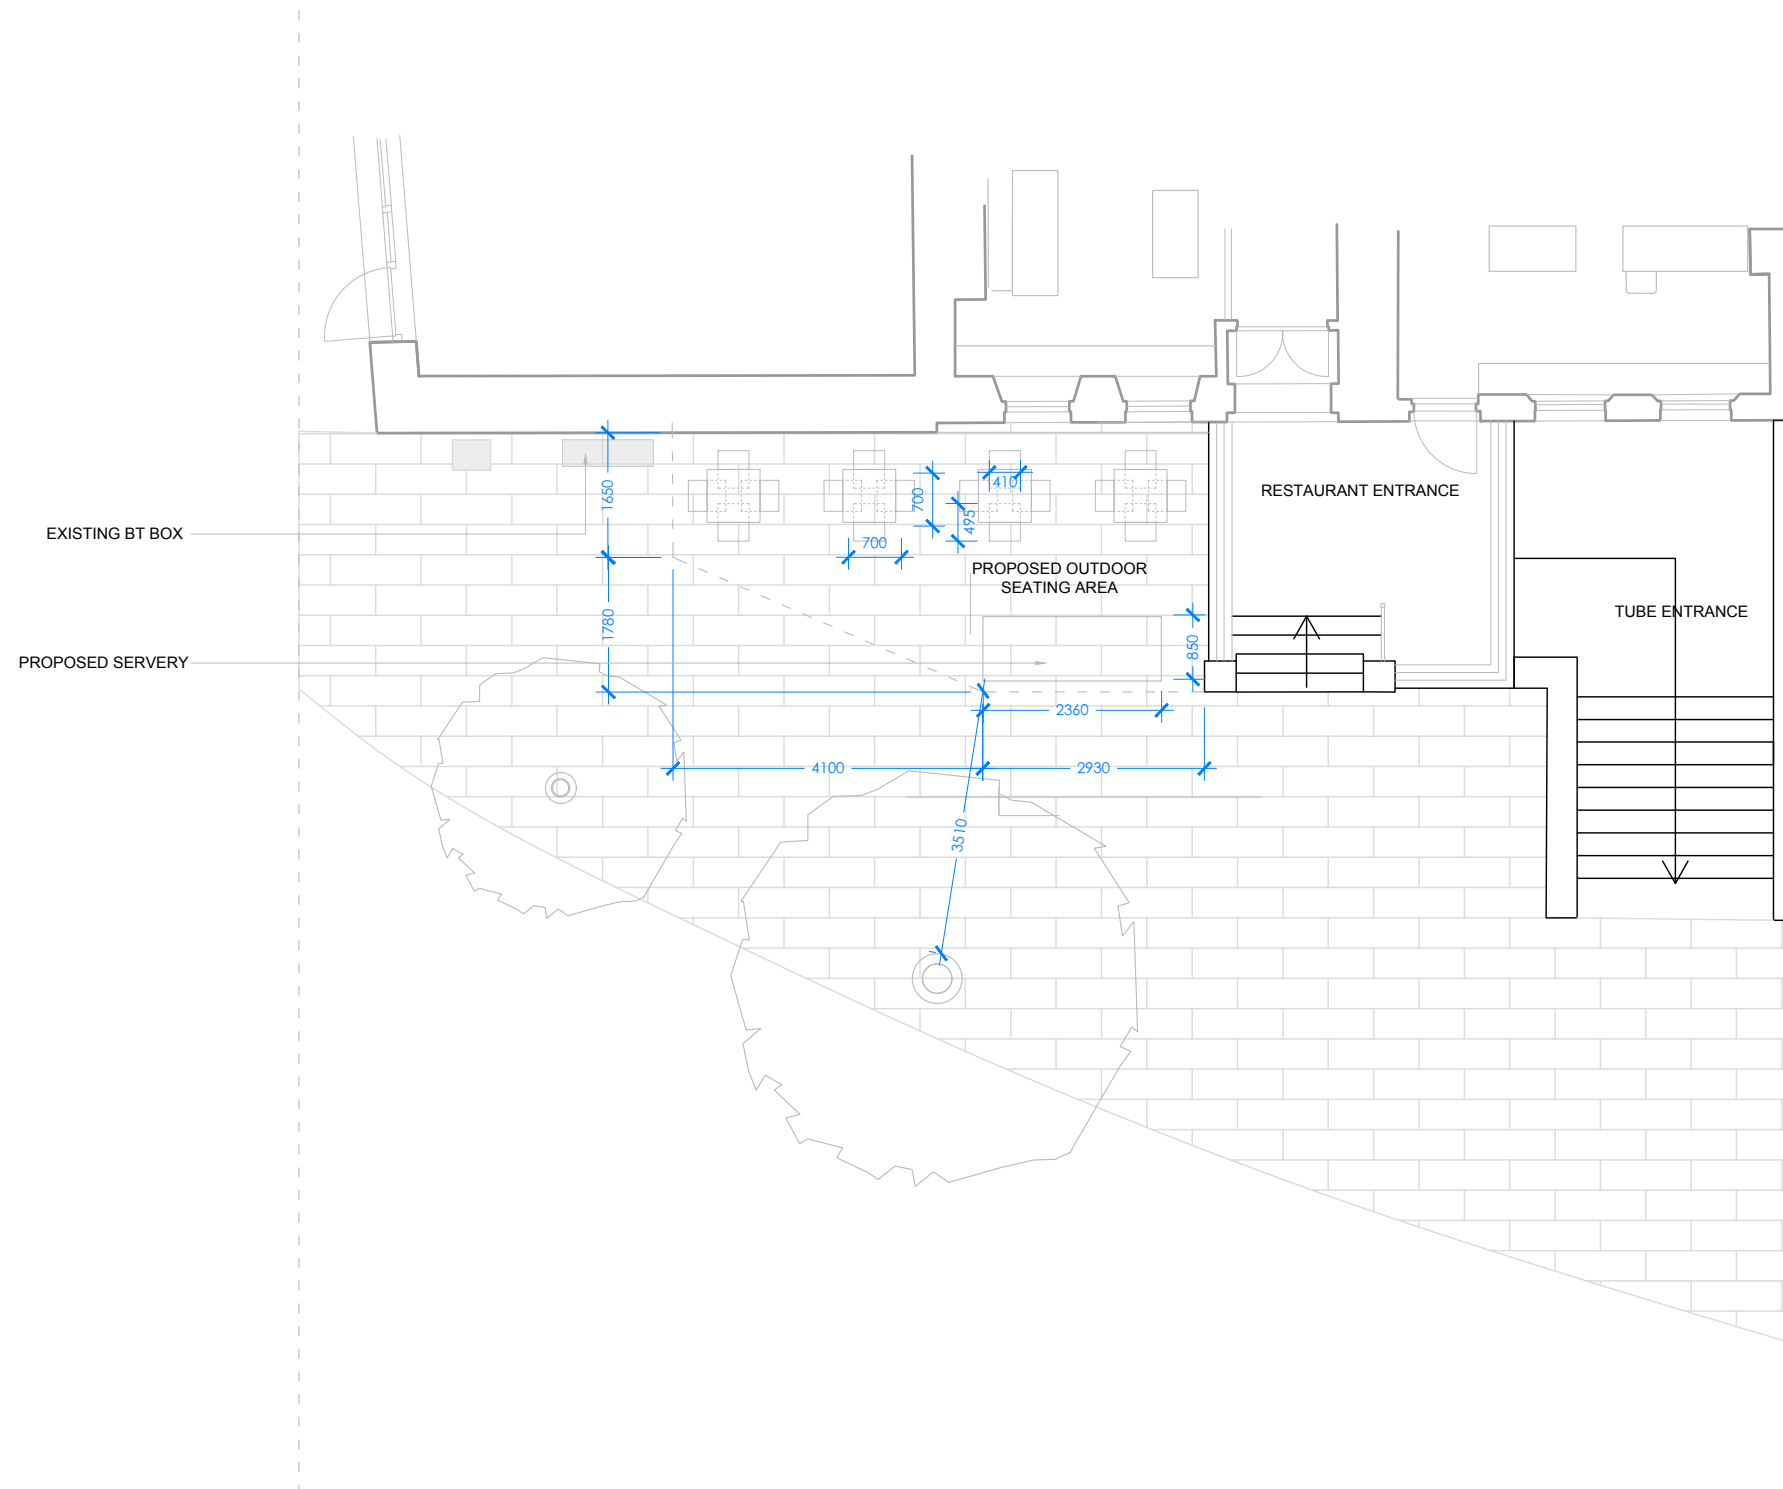 410
RESTAURANT ENTRANCE
1650
700
495
EXISTING BT BOX
700
PROPOSED OUTDOOR
SEATING AREA
TUBE ENTRANCE
1780
850
PROPOSED SERVERY
2360
4100
2930
3510